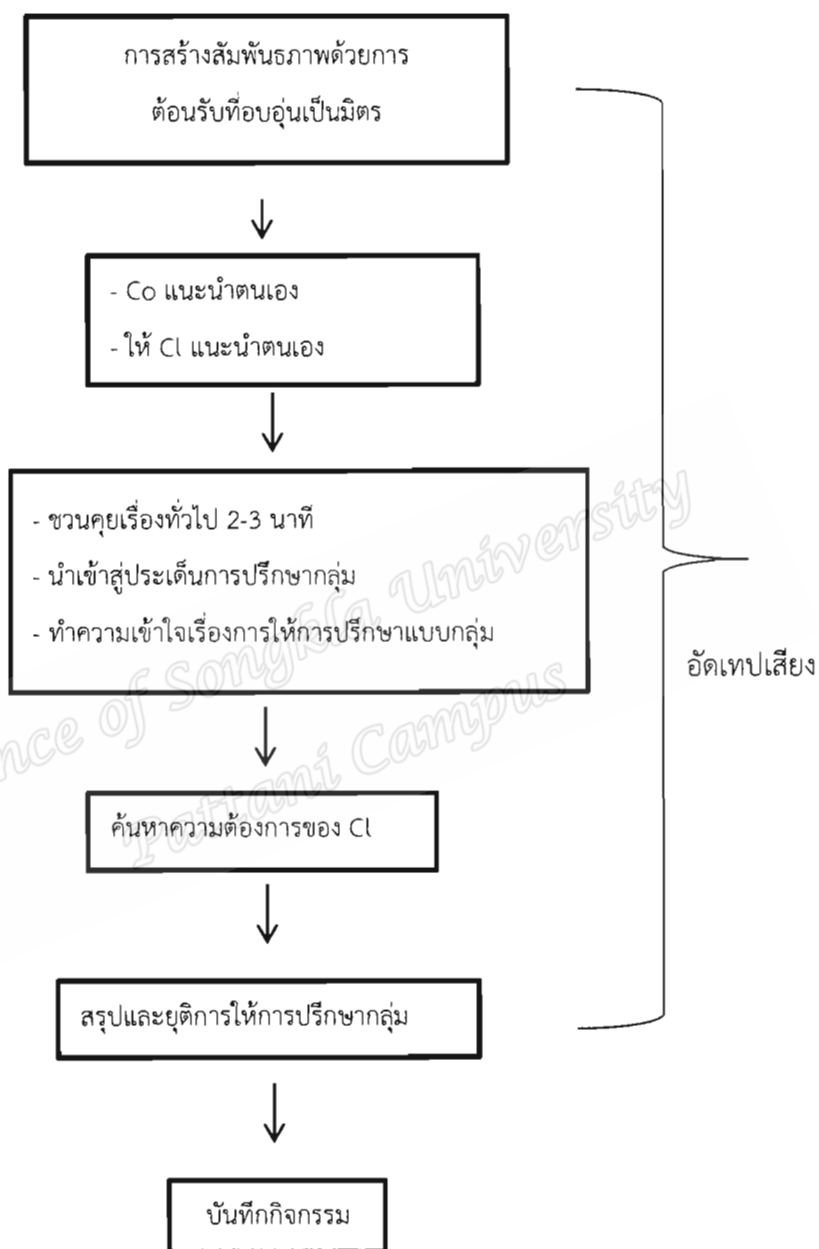 การสร้างสัมพันธภาพด้วยการ
ต้อนรับที่อบอุ่นเป็นมิตร
- Co แนะนำตนเอง
- ให้ Cl แนะนำตนเอง
- ชวนคุยเรื่องทั่วไป 2-3 นาที
- นำเข้าสู่ประเด็นการปรึกษากลุ่ม
- ทำความเข้าใจเรื่องการให้การปรึกษาแบบกลุ่ม
อัดเทปเสียง
nce of Songkla University
Pattani Campus
ค้นหาความต้องการของ Cl
สรุปและยุติการให้การปรึกษากลุ่ม
บันทึกกิจกรรม